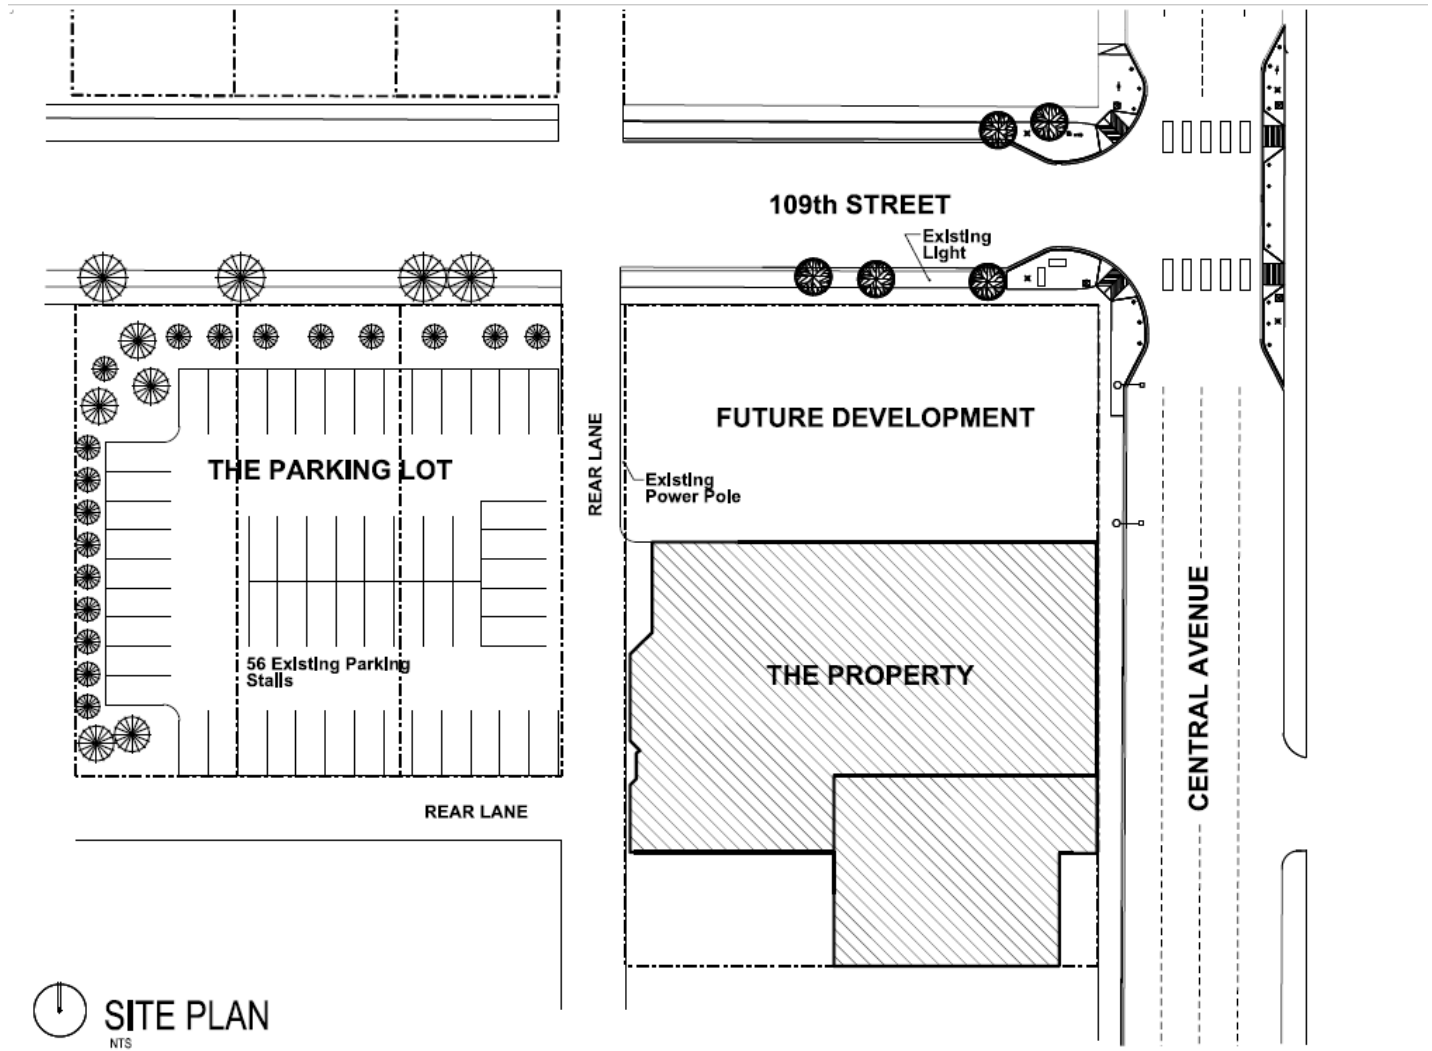 109th STREET
Existing
Light
FUTURE DEVELOPMENT
REAR LANE
THE PARKING LOT
Existing
Power Pole
CENTRAL AVENUE
56 Existing Parking
Stalls
THE PROPERTY
REAR LANE
SITE PLAN
NTS